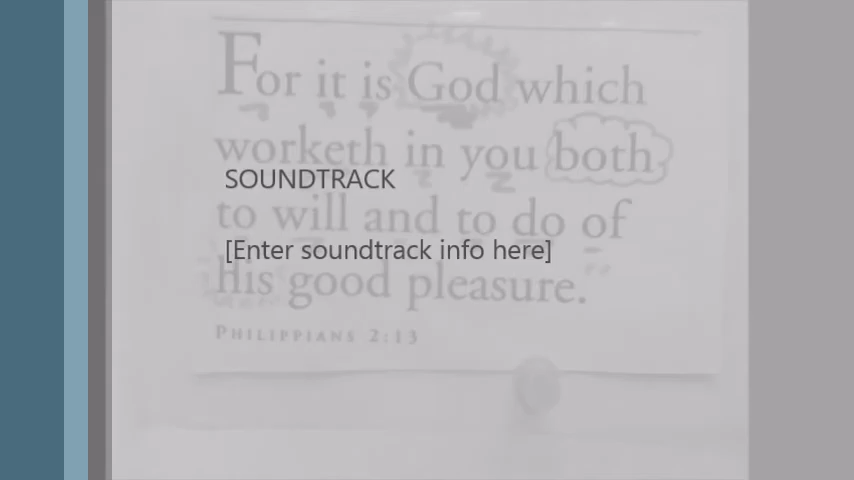 For it is God which
worketh in you both
SOUNDTRACK
to will and to do of
[Enter soundtrack info here]
His good pleasure.
PHILIPPIANS 2:13